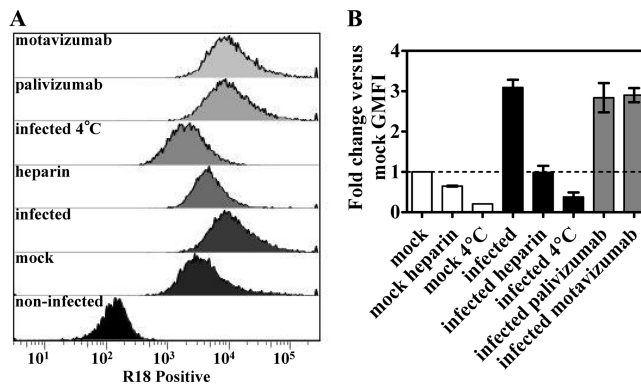 A
motavizumab
palivizumab
infected 4°C
heparin
infected
mock
non-infected
10¹ 10² 10³ 10⁴ 10⁵
R18 Positive
B
Fold change versus
mock GMFI
4
3
2
1
0
mock
mock heparin
mock 4°C
infected
infected heparin
infected 4°C
infected palivizumab
infected motavizumab